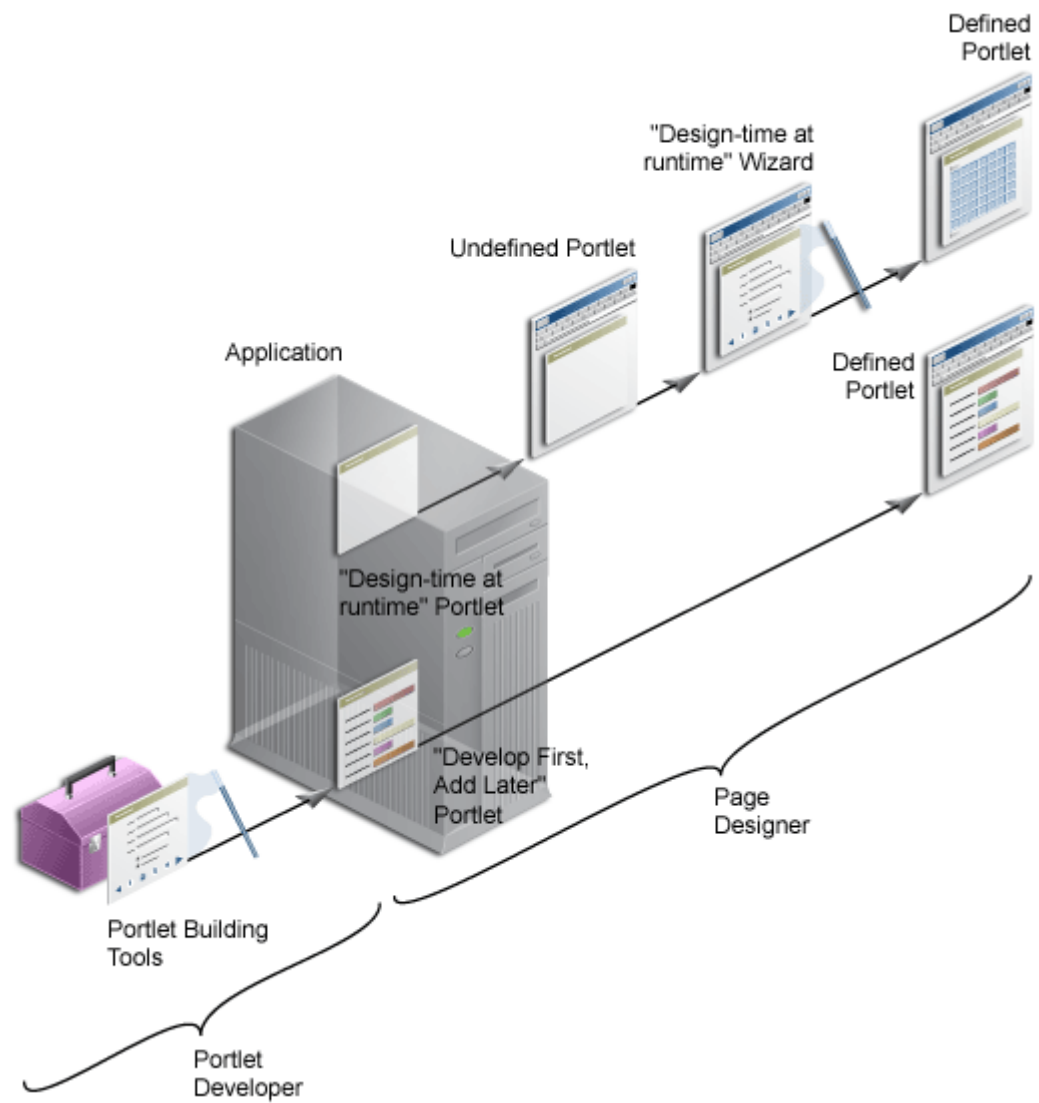 Defined
Portlet
"Design-time at
runtime" Wizard
Undefined Portlet
Application
Defined
Portlet
"Design-time at
runtime" Portlet
"Develop First,
Add Later"
Portlet
Page
Designer
Portlet Building
Tools
Portlet
Developer